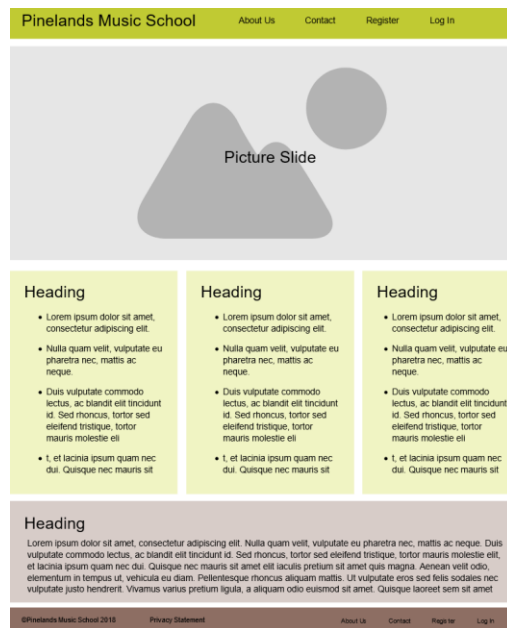 Pinelands Music School About Us Contact Register Log In
Picture Slide
Heading
Lorem ipsum dolor sit amet,
consectetur adipiscing elit.
Nulla quam velit, vulputate eu
pharetra nec, mattis ac
neque.
Duis vulputate commodo
lectus, ac blandit elit tincidunt
id. Sed rhoncus, tortor sed
eleifend tristique, tortor
mauris molestie eli
t, et lacinia ipsum quam nec
dui. Quisque nec mauris sit
Heading
Lorem ipsum dolor sit amet,
consectetur adipiscing elit.
Nulla quam velit, vulputate eu
pharetra nec, mattis ac
neque.
Duis vulputate commodo
lectus, ac blandit elit tincidunt
id. Sed rhoncus, tortor sed
eleifend tristique, tortor
mauris molestie eli
t, et lacinia ipsum quam nec
dui. Quisque nec mauris sit
Heading
Lorem ipsum dolor sit amet,
consectetur adipiscing elit.
Nulla quam velit, vulputate eu
pharetra nec, mattis ac
neque.
Duis vulputate commodo
lectus, ac blandit elit tincidunt
id. Sed rhoncus, tortor sed
eleifend tristique, tortor
mauris molestie eli
t, et lacinia ipsum quam nec
dui. Quisque nec mauris sit
Heading
Lorem ipsum dolor sit amet, consectetur adipiscing elit. Nulla quam velit, vulputate eu pharetra nec, mattis ac neque. Duis
vulputate commodo lectus, ac blandit elit tincidunt id. Sed rhoncus, tortor sed eleifend tristique, tortor mauris molestie elit,
et lacinia ipsum quam nec dui. Quisque nec mauris sit amet elit iaculis pretium sit amet quis magna. Aenean velit odio,
elementum in tempus ut, vehicula eu diam. Pellentesque rhoncus aliquam mattis. Ut vulputate eros sed felis sodales nec
vulputate justo hendrerit. Vivamus varius pretium ligula, a aliquam odio euismod sit amet. Quisque laoreet sem sit amet
©Pinelands Music School 2018 Privacy Statement About Us Contact Register Log In